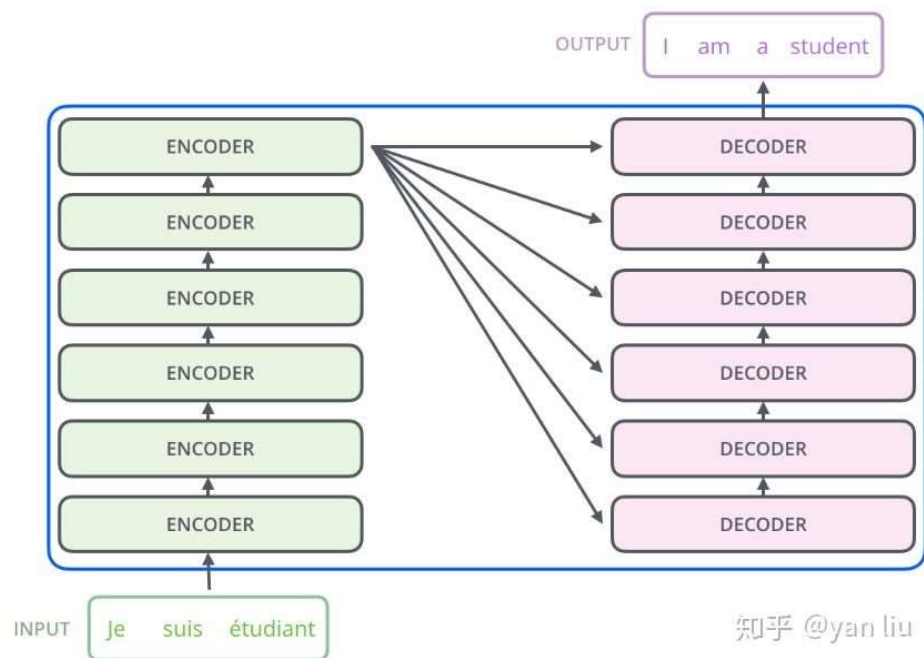 OUTPUT I am a student
ENCODER DECODER
ENCODER DECODER
ENCODER DECODER
ENCODER DECODER
ENCODER DECODER
ENCODER DECODER
INPUT Je suis étudiant
知乎 @yan liu